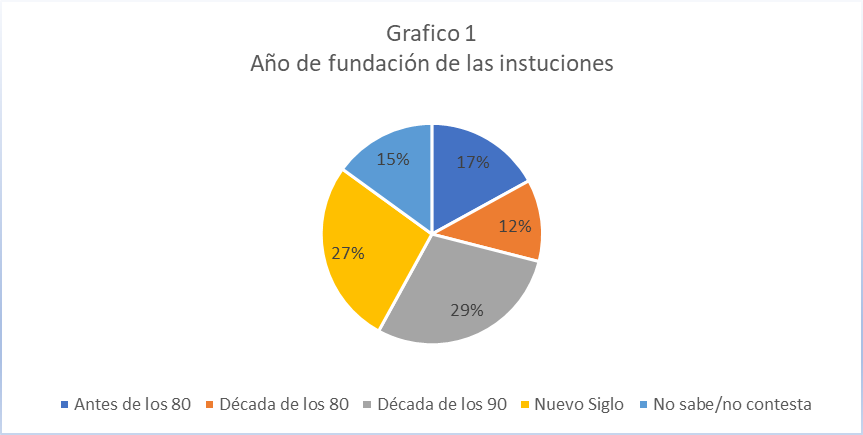 Grafico 1
Año de fundación de las instuciones
17%
12%
29%
27%
15%
Antes de los 80 Década de los 80 Década de los 90 Nuevo Siglo No sabe/no contesta